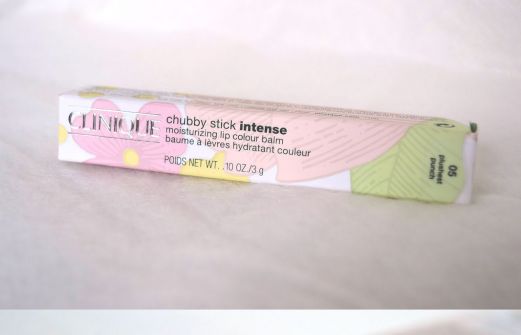 CLINIQUE
chubby stick intense
moisturizing lip colour balm
baume à lèvres hydratant couleur
POIDS NET WT. .10 OZ./3 g
05
plushest
punch